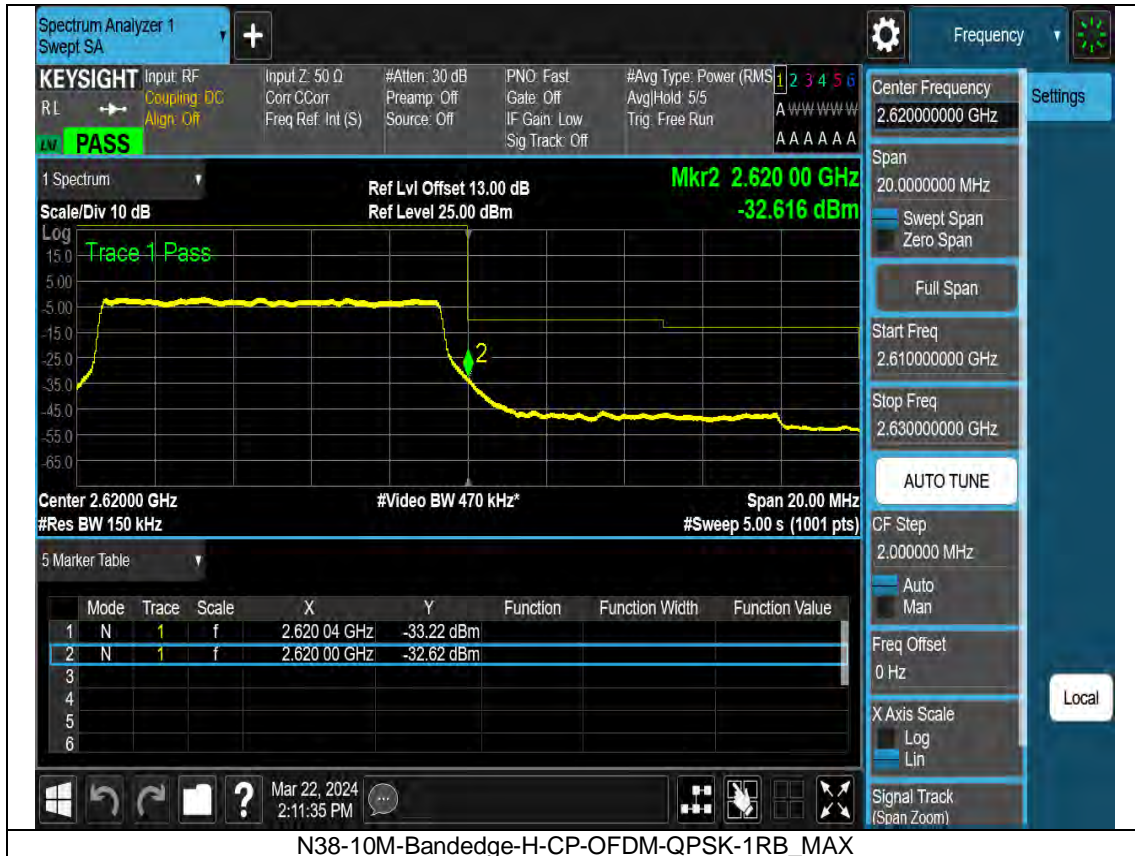 Spectrum Analyzer 1
Swept SA
Frequency
KEYSIGHT Input: RF Input Z: 50 Ω #Atten: 30 dB PNO: Fast #Avg Type: Power (RMS 1 2 3 4 5 6
RL Coupling: DC Corr CCorr Preamp: Off Gate: Off Avg|Hold: 5/5 A W W W W W
Align: Off Freq Ref: Int (S) Source: Off IF Gain: Low Trig: Free Run
PASS Sig Track: Off A A A A A A
1 Spectrum
Ref Lvl Offset 13.00 dB
Mkr2 2.620 00 GHz
Scale/Div 10 dB
Ref Level 25.00 dBm
-32.616 dBm
Log
Trace 1 Pass
15.0
5.00
-5.00
-15.0
-25.0
-35.0
-45.0
-55.0
-65.0
2
Center 2.62000 GHz #Video BW 470 kHz* Span 20.00 MHz
#Res BW 150 kHz #Sweep 5.00 s (1001 pts)
5 Marker Table
Mode Trace Scale X Y Function Function Width Function Value
1 N 1 f 2.620 04 GHz -33.22 dBm
2 N 1 f 2.620 00 GHz -32.62 dBm
3
4
5
6
Mar 22, 2024
2:11:35 PM
?
Center Frequency
2.620000000 GHz
Settings
Span
20.0000000 MHz
Swept Span
Zero Span
Full Span
Start Freq
2.610000000 GHz
Stop Freq
2.630000000 GHz
AUTO TUNE
CF Step
2.000000 MHz
Auto
Man
Freq Offset
0 Hz
Local
X Axis Scale
Log
Lin
Signal Track
(Span Zoom)
N38-10M-Bandedge-H-CP-OFDM-QPSK-1RB_MAX